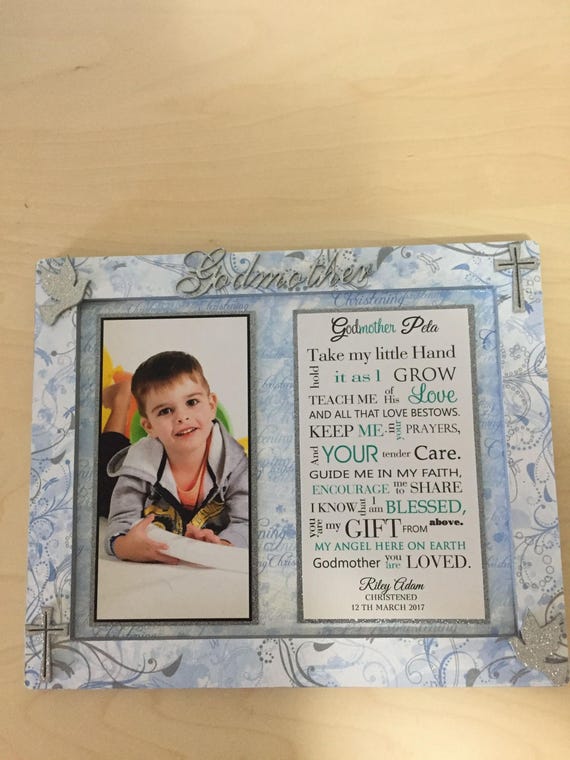 Godmother
Christening
Godmother Peta
Take my little Hand
hold it as I GROW
TEACH ME of His Love
AND ALL THAT LOVE BESTOWS.
KEEP ME in your PRAYERS,
And YOUR tender Care.
GUIDE ME IN MY FAITH,
ENCOURAGE me to SHARE
I KNOW that I am BLESSED,
you are my GIFT FROM above.
MY ANGEL HERE ON EARTH
Godmother you are LOVED.
Riley Adam
CHRISTENED
12 TH MARCH 2017